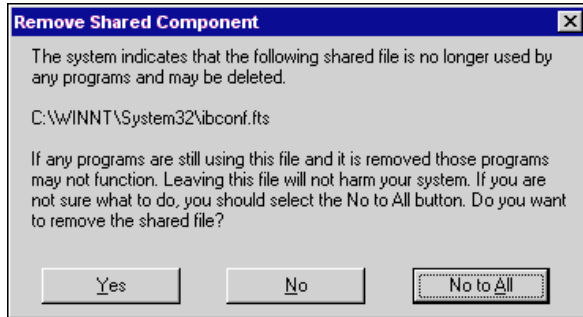 Remove Shared Component
The system indicates that the following shared file is no longer used by
any programs and may be deleted.
C:\WINNT\System32\ibconf.fts
If any programs are still using this file and it is removed those programs
may not function. Leaving this file will not harm your system. If you are
not sure what to do, you should select the No to All button. Do you want
to remove the shared file?
Yes
No
No to All